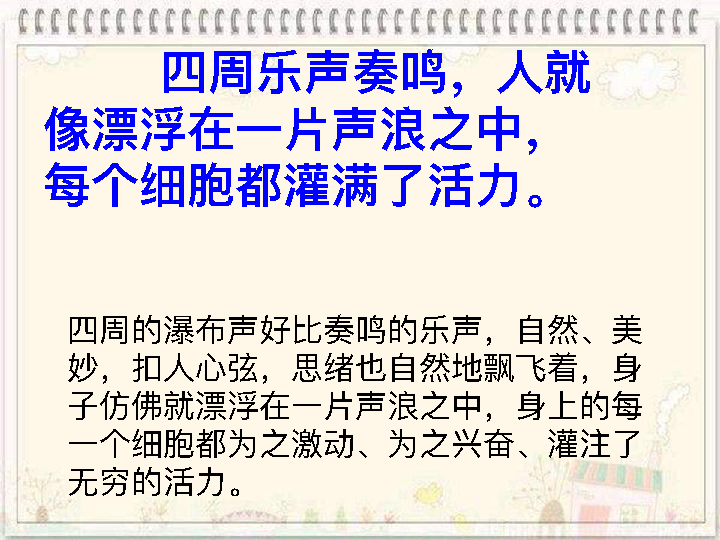 四周乐声奏鸣，人就
像漂浮在一片声浪之中，
每个细胞都灌满了活力。
四周的瀑布声好比奏鸣的乐声，自然、美
妙，扣人心弦，思绪也自然地飘飞着，身
子仿佛就漂浮在一片声浪之中，身上的每
一个细胞都为之激动、为之兴奋、灌注了
无穷的活力。